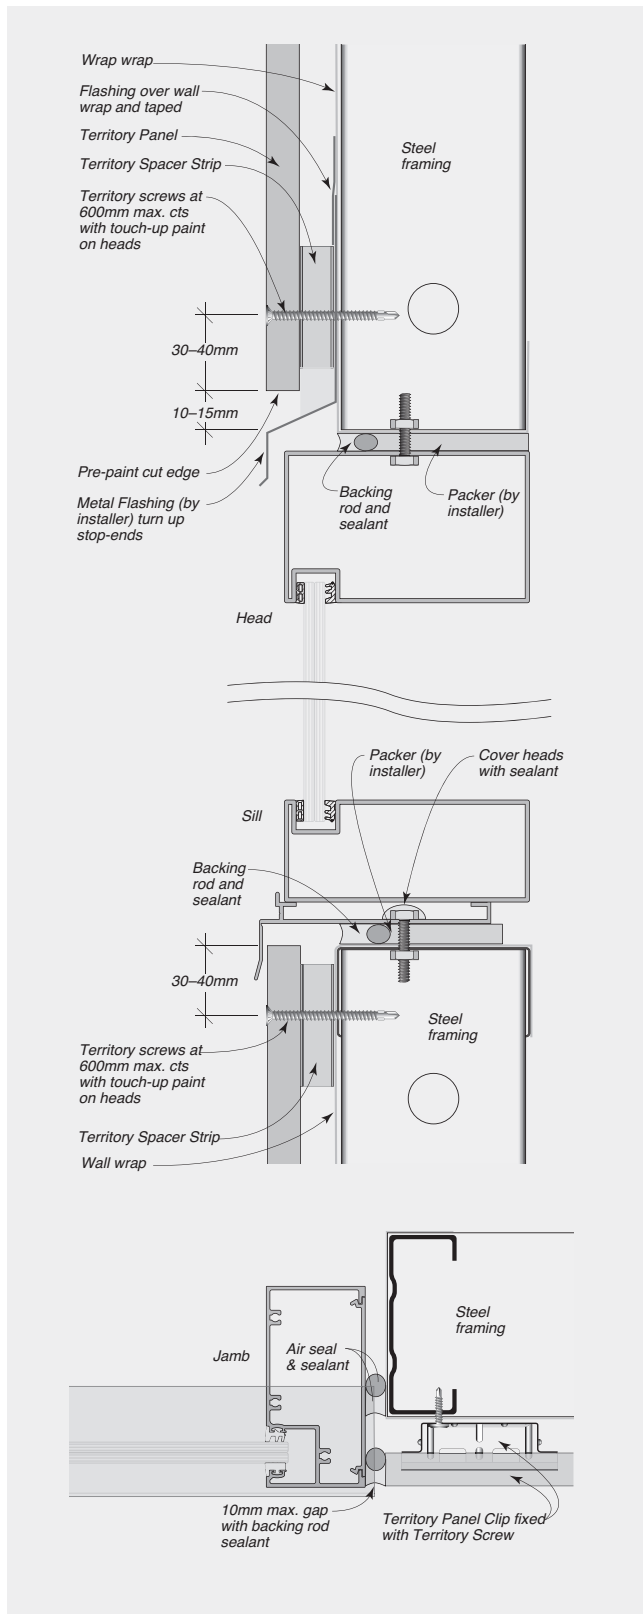 Wrap wrap
Flashing over wall
wrap and taped
Territory Panel
Territory Spacer Strip
Territory screws at
600mm max. cts
with touch-up paint
on heads
Steel
framing
30–40mm
10–15mm
Pre-paint cut edge
Metal Flashing (by
installer) turn up
stop-ends
Backing
rod and
sealant
Packer (by
installer)
Head
Packer (by
installer)
Cover heads
with sealant
Sill
Backing
rod and
sealant
30–40mm
Steel
framing
Territory screws at
600mm max. cts
with touch-up paint
on heads
Territory Spacer Strip
Wall wrap
Steel
framing
Jamb
Air seal
& sealant
10mm max. gap
with backing rod
sealant
Territory Panel Clip fixed
with Territory Screw